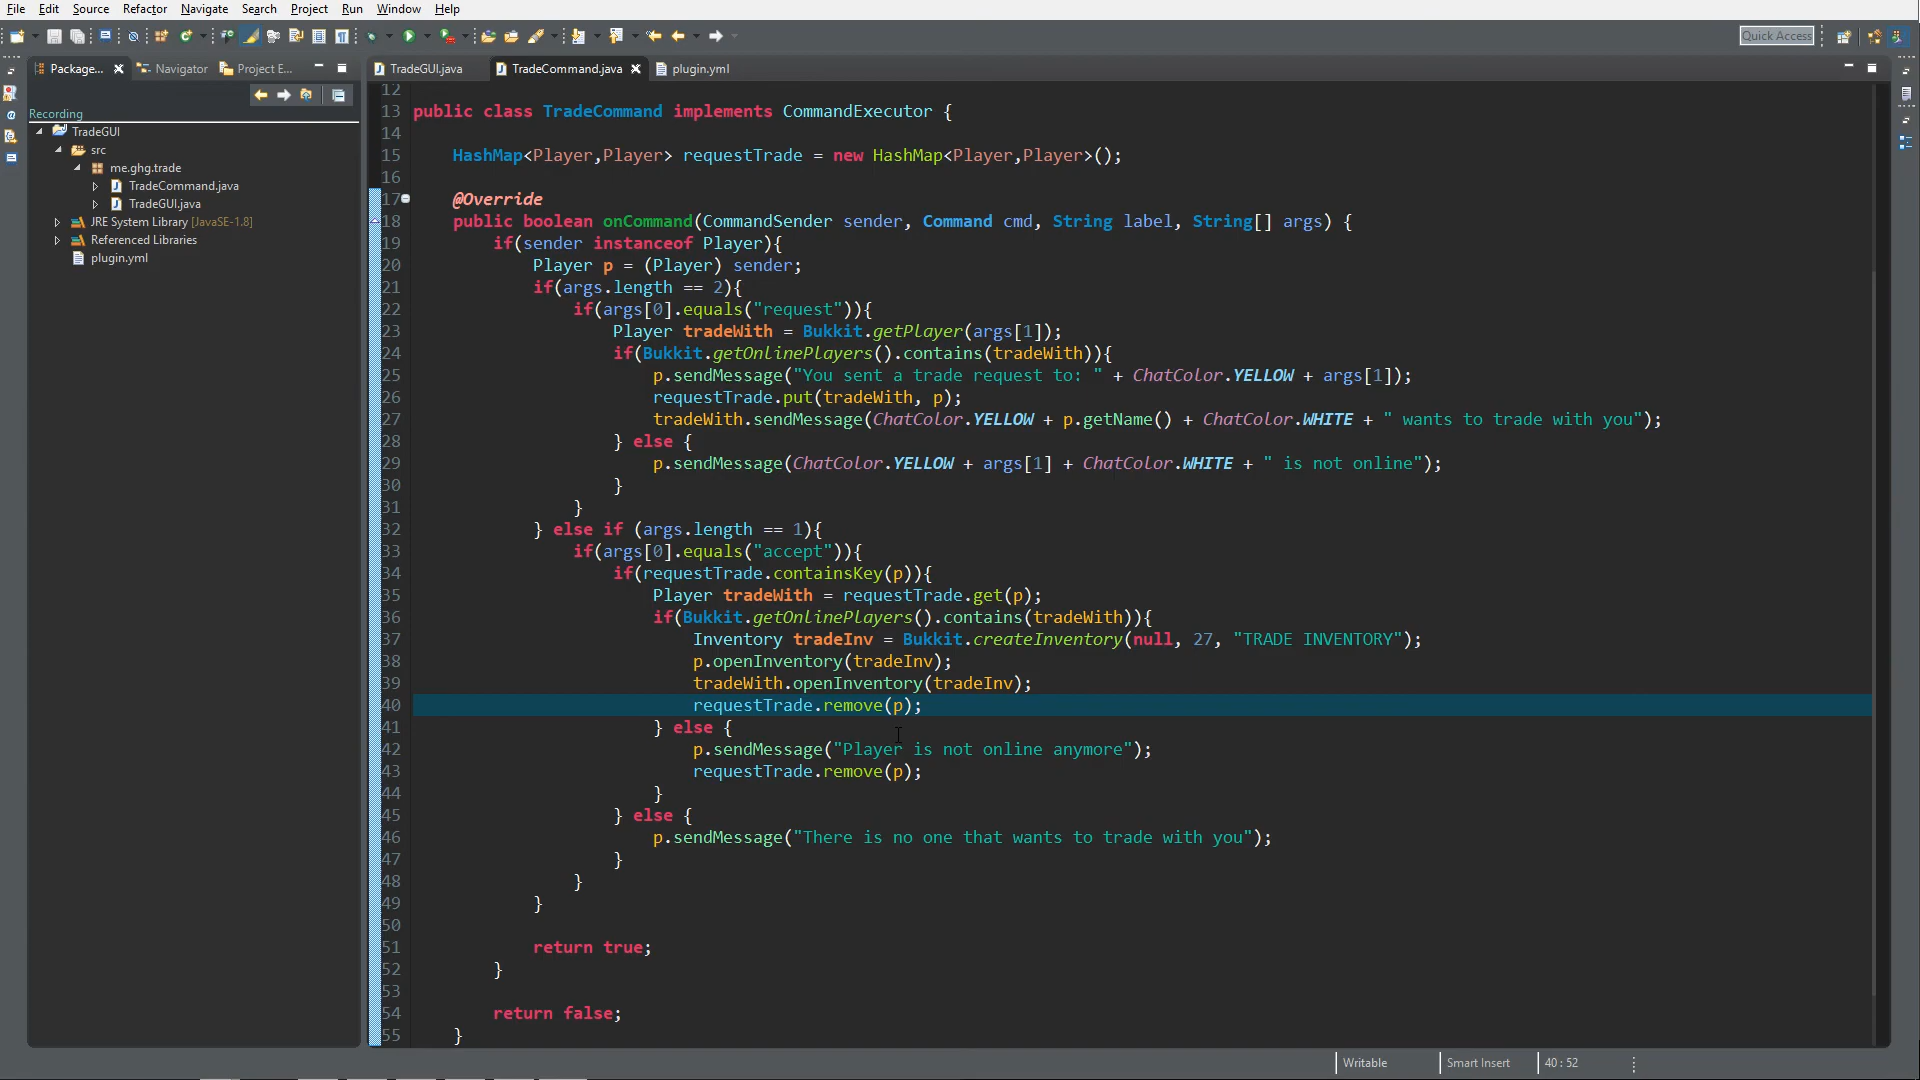 File Edit Source Refactor Navigate Search Project Run Window Help
Quick Access
Package... Navigator Project E...
TradeGUI.java TradeCommand.java plugin.yml
Recording
TradeGUI
src
me.ghg.trade
TradeCommand.java
TradeGUI.java
JRE System Library [JavaSE-1.8]
Referenced Libraries
plugin.yml
12
13 public class TradeCommand implements CommandExecutor {
14
15 HashMap<Player,Player> requestTrade = new HashMap<Player,Player>();
16
17 @Override
18 public boolean onCommand(CommandSender sender, Command cmd, String label, String[] args) {
19 if(sender instanceof Player){
20 Player p = (Player) sender;
21 if(args.length == 2){
22 if(args[0].equals("request")){
23 Player tradeWith = Bukkit.getPlayer(args[1]);
24 if(Bukkit.getOnlinePlayers().contains(tradeWith)){
25 p.sendMessage("You sent a trade request to: " + ChatColor.YELLOW + args[1]);
26 requestTrade.put(tradeWith, p);
27 tradeWith.sendMessage(ChatColor.YELLOW + p.getName() + ChatColor.WHITE + " wants to trade with you");
28 } else {
29 p.sendMessage(ChatColor.YELLOW + args[1] + ChatColor.WHITE + " is not online");
30 }
31 }
32 } else if (args.length == 1){
33 if(args[0].equals("accept")){
34 if(requestTrade.containsKey(p)){
35 Player tradeWith = requestTrade.get(p);
36 if(Bukkit.getOnlinePlayers().contains(tradeWith)){
37 Inventory tradeInv = Bukkit.createInventory(null, 27, "TRADE INVENTORY");
38 p.openInventory(tradeInv);
39 tradeWith.openInventory(tradeInv);
40 requestTrade.remove(p);
41 } else {
42 p.sendMessage("Player is not online anymore");
43 requestTrade.remove(p);
44 }
45 } else {
46 p.sendMessage("There is no one that wants to trade with you");
47 }
48 }
49 }
50
51 return true;
52 }
53
54 return false;
55 }
Writable Smart Insert 40 : 52